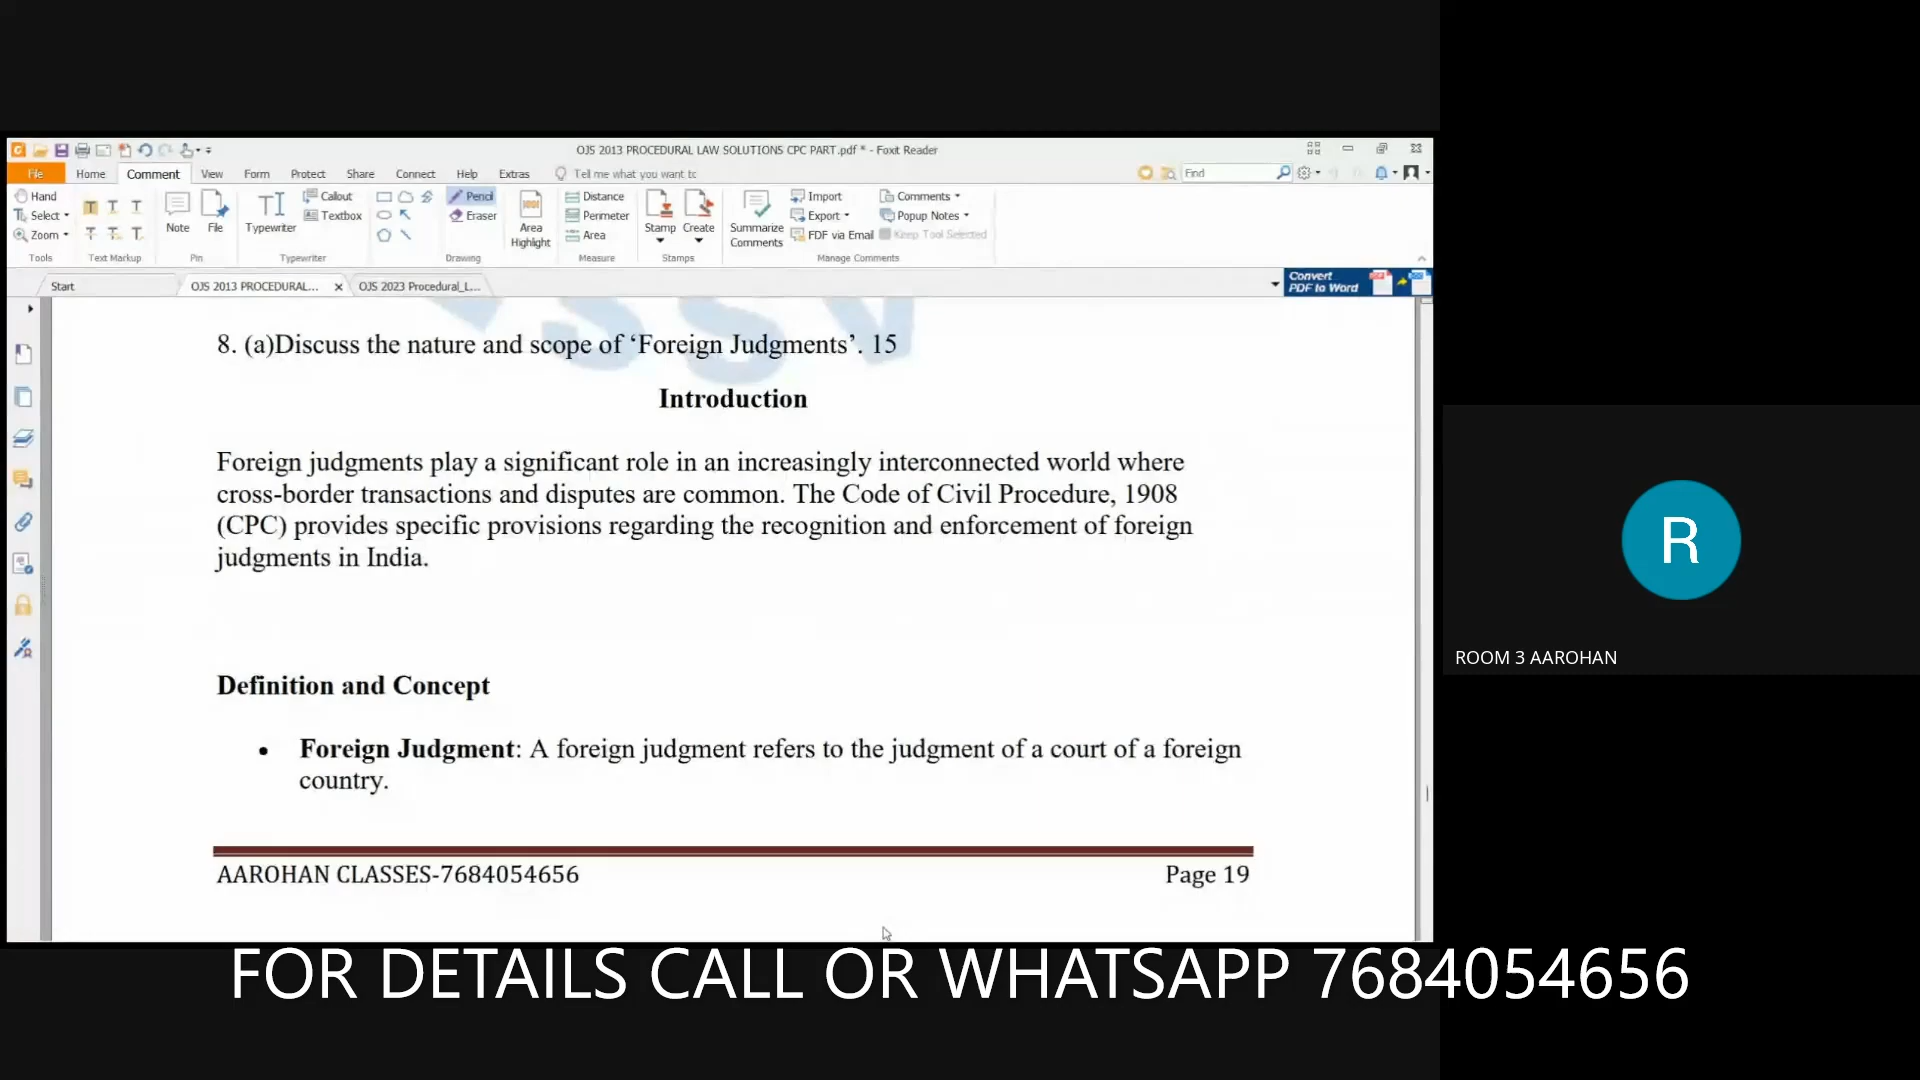 OJS 2013 PROCEDURAL LAW SOLUTIONS CPC PART.pdf * - Foxit Reader
File Home Comment View Form Protect Share Connect Help Extras Tell me what you want to Find
Hand
Select
Zoom
Tools
Text Markup
Note
File
Pin
Typewriter
Callout
Textbox
Typewriter
Pencil
Eraser
Drawing
Area
Highlight
Distance
Perimeter
Area
Measure
Stamp
Create
Stamps
Summarize
Comments
Import
Export
FDF via Email
Comments
Popup Notes
Keep Tool Selected
Manage Comments
Start
OJS 2013 PROCEDURAL...
OJS 2023 Procedural_L...
Convert
PDF to Word
8. (a)Discuss the nature and scope of ‘Foreign Judgments’. 15
Introduction
Foreign judgments play a significant role in an increasingly interconnected world where
cross-border transactions and disputes are common. The Code of Civil Procedure, 1908
(CPC) provides specific provisions regarding the recognition and enforcement of foreign
judgments in India.
Definition and Concept
• Foreign Judgment: A foreign judgment refers to the judgment of a court of a foreign
country.
AAROHAN CLASSES-7684054656 Page 19
R
ROOM 3 AAROHAN
FOR DETAILS CALL OR WHATSAPP 7684054656